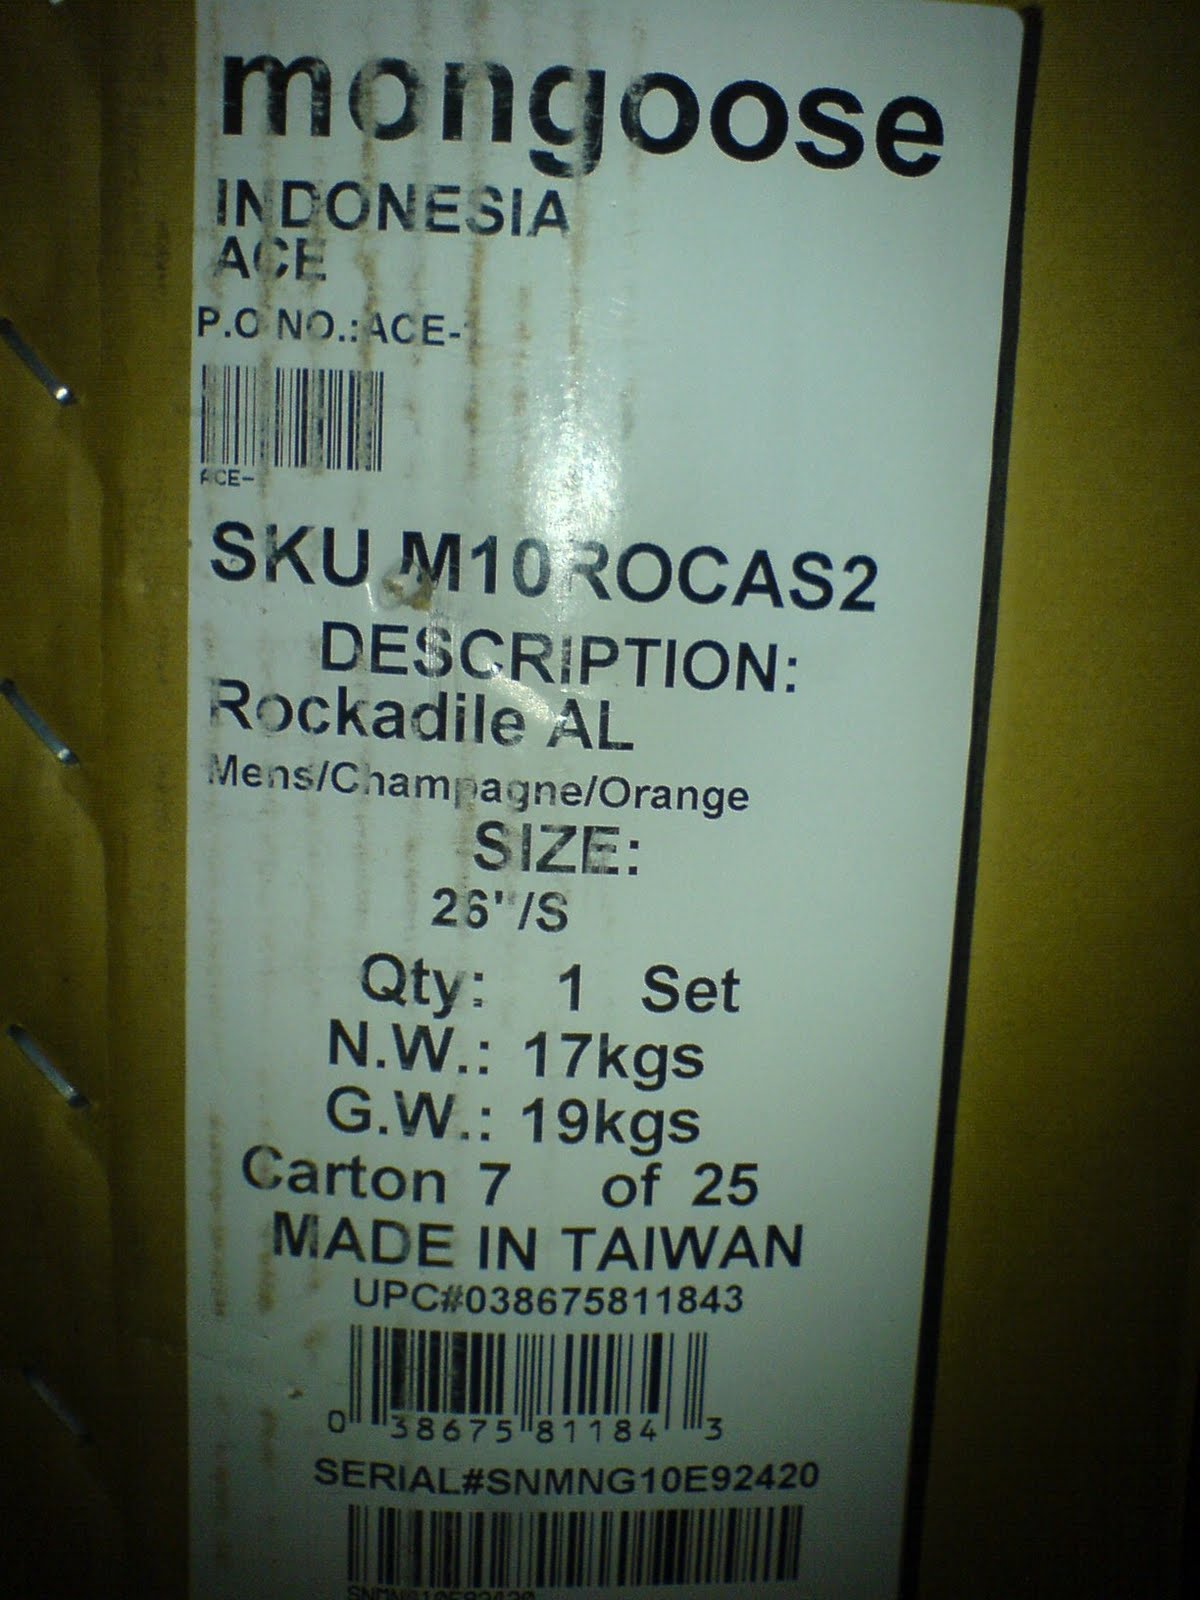 mongoose
INDONESIA
ACE
P.O NO.:ACE-
ACE-
SKU M10ROCAS2
DESCRIPTION:
Rockadile AL
Mens/Champagne/Orange
SIZE:
26"/S
Qty: 1 Set
N.W.: 17kgs
G.W.: 19kgs
Carton 7 of 25
MADE IN TAIWAN
UPC#038675811843
0 38675 81184 3
SERIAL#SNMNG10E92420
SNMNG10E92420